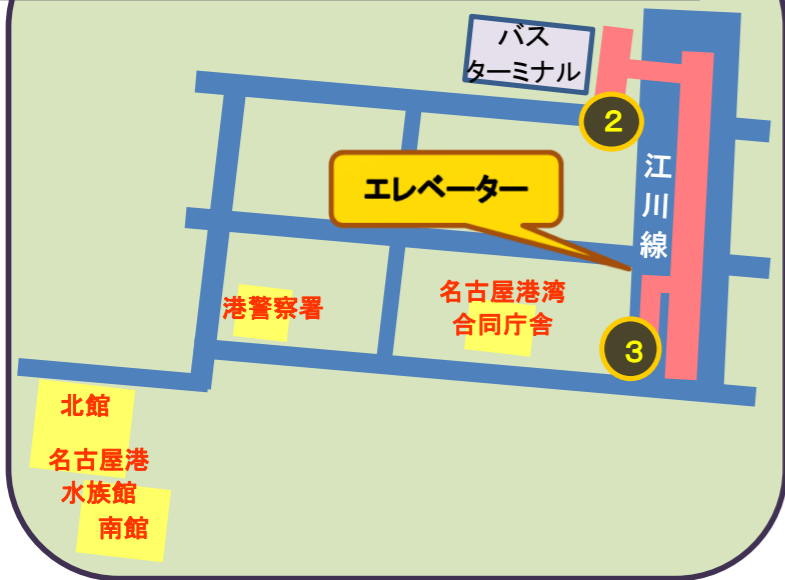 バス
ターミナル
2
江川線
エレベーター
名古屋港湾
合同庁舎
港警察署
3
北館
名古屋港
水族館
南館